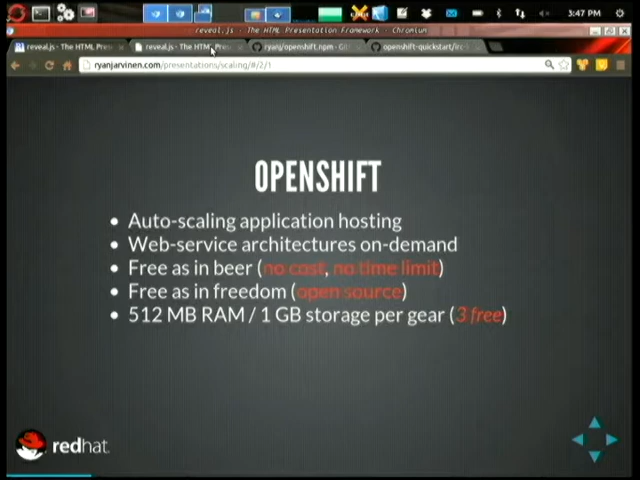 3:47 PM
reveal.js - The HTML Presentation Framework - Chromium
reveal.js - The HTML Pres
reveal.js - The HTML Pres
ryanj/openshift.npm - Git
openshift-quickstart/irc-
ryanjarvinen.com/presentations/scaling/#/2/1
OPENSHIFT
Auto-scaling application hosting
Web-service architectures on-demand
Free as in beer (no cost, no time limit)
Free as in freedom (open source)
512 MB RAM / 1 GB storage per gear (3 free)
redhat.